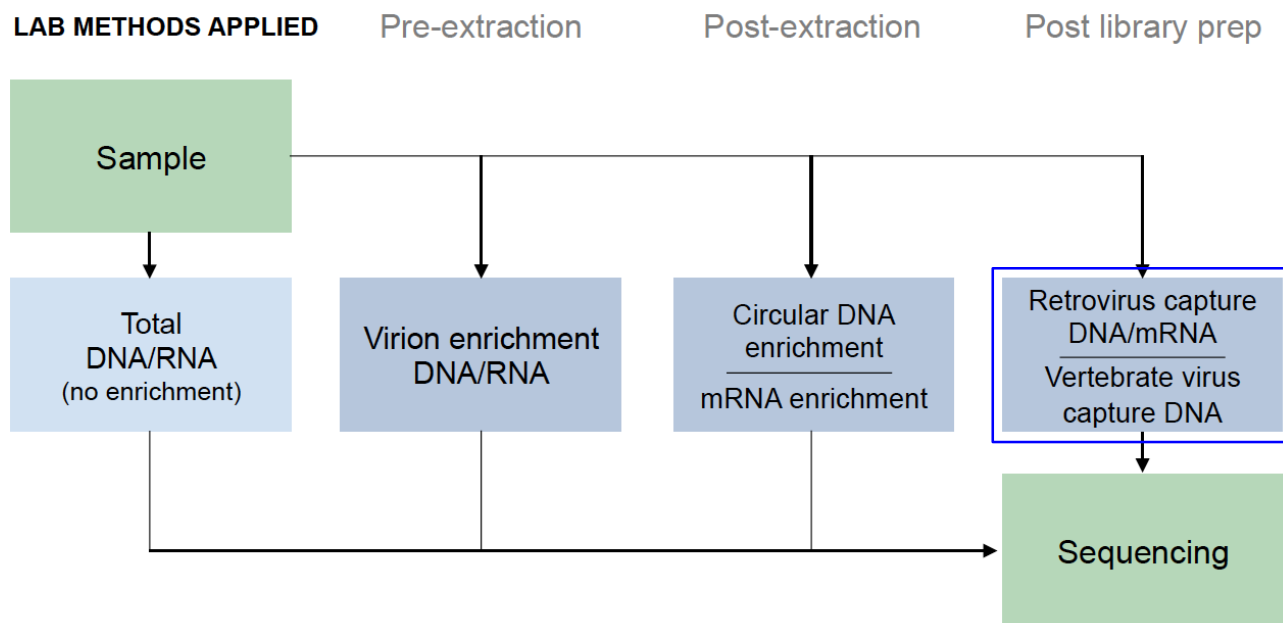 LAB METHODS APPLIED
Pre-extraction
Post-extraction
Post library prep
Sample
Total
DNA/RNA
(no enrichment)
Virion enrichment
DNA/RNA
Circular DNA
enrichment
mRNA enrichment
Retrovirus capture
DNA/mRNA
Vertebrate virus
capture DNA
Sequencing